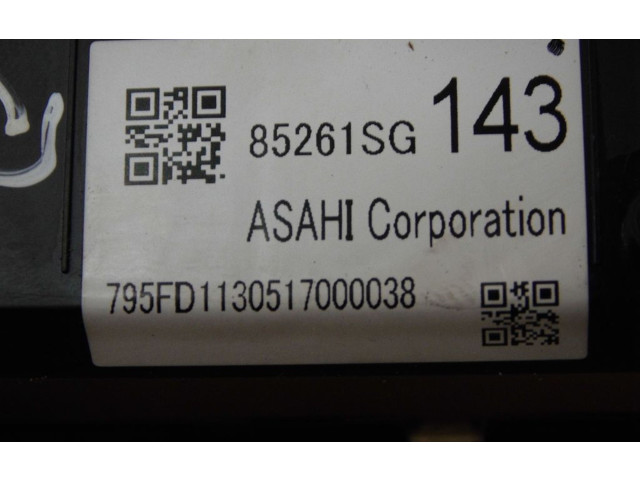 85261SG 143
ASAHI Corporation
795FD1130517000038